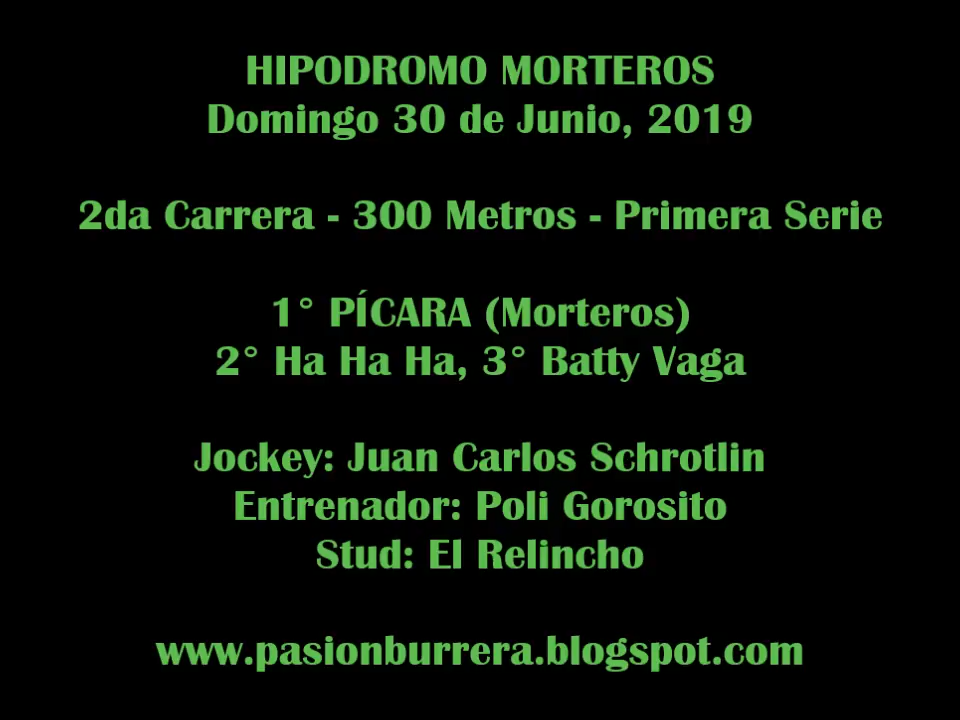 HIPODROMO MORTEROS
Domingo 30 de Junio, 2019
2da Carrera - 300 Metros - Primera Serie
1° PÍCARA (Morteros)
2° Ha Ha Ha, 3° Batty Vaga
Jockey: Juan Carlos Schrotlin
Entrenador: Poli Gorosito
Stud: El Relincho
www.pasionburrera.blogspot.com